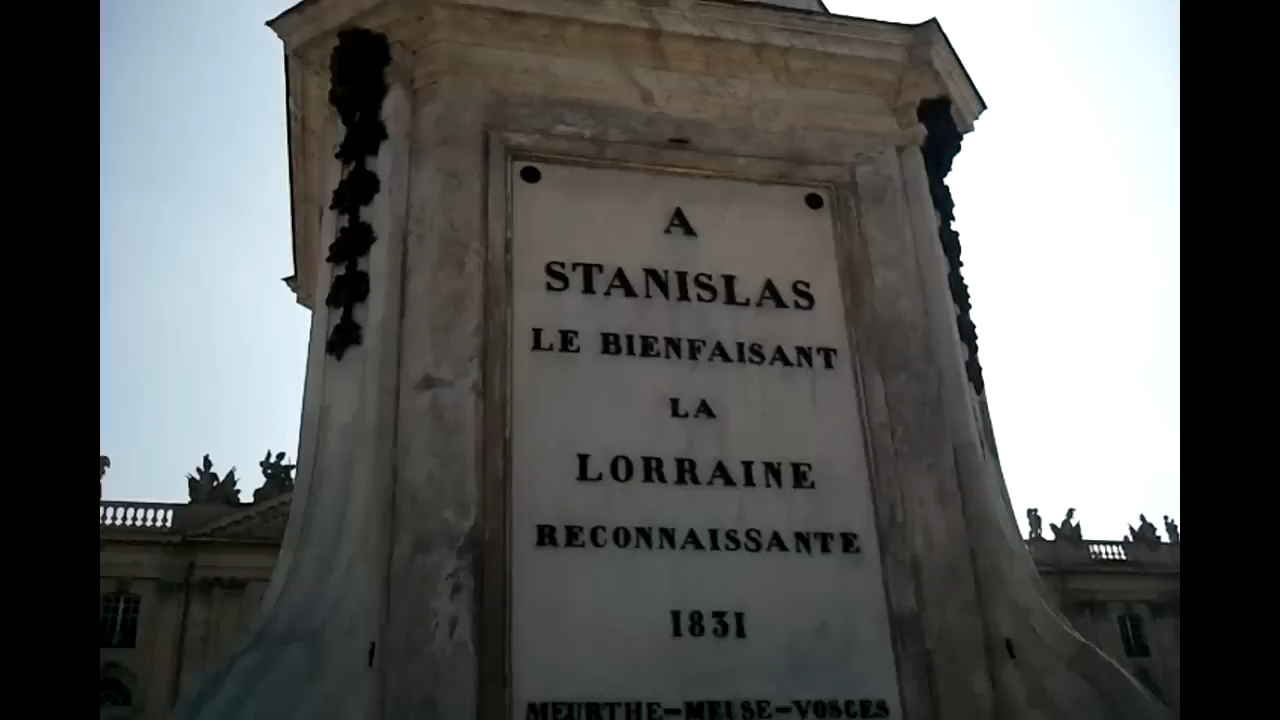 A
STANISLAS
LE BIENFAISANT
LA
LORRAINE
RECONNAISSANTE
1831
MEURTHE-MEUSE-VOSGES